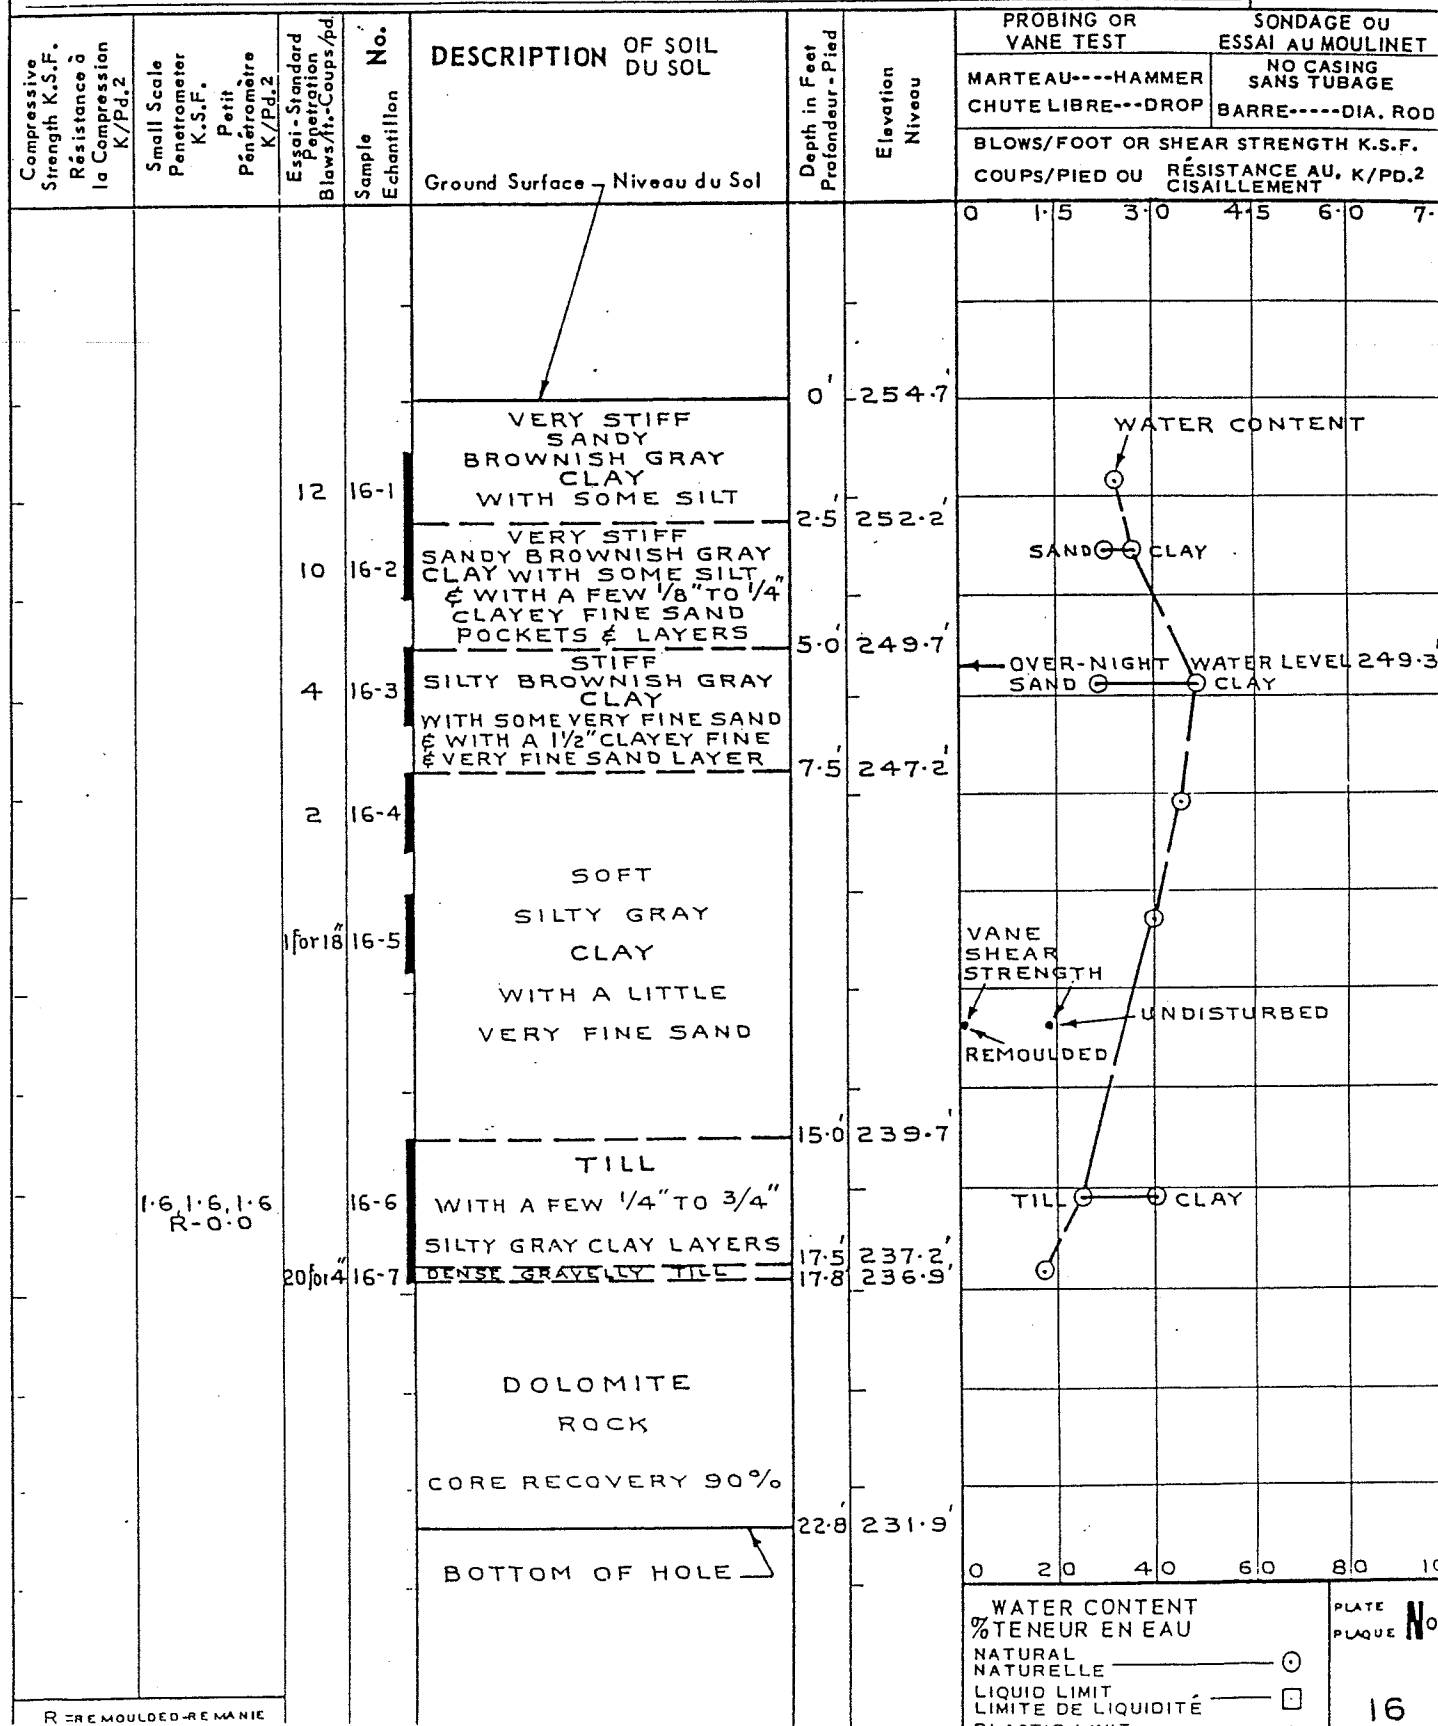 Compressive
Strength K.S.F.
Résistance à
la Compression
K/Pd.2
Small Scale
Penetrometer
K.S.F.
Petit
Pénétromètre
K/Pd.2
Essai-Standard
Penetration
Blows/ft.-Coups/pd.
Sample No.
Echantillon
DESCRIPTION OF SOIL
DU SOL
Ground Surface Niveau du Sol
Depth in Feet
Profondeur-Pied
Elevation
Niveau
PROBING OR
VANE TEST
SONDAGE OU
ESSAI AU MOULINET
MARTEAU----HAMMER
CHUTE LIBRE---DROP
NO CASING
SANS TUBAGE
BARRE-----DIA. ROD
BLOWS/FOOT OR SHEAR STRENGTH K.S.F.
COUPS/PIED OU RÉSISTANCE AU. K/PD.2
CISAILLEMENT
0 1.5 3.0 4.5 6.0 7.
0' 254.7'
VERY STIFF
SANDY
BROWNISH GRAY
CLAY
WITH SOME SILT
12 16-1
2.5' 252.2'
WATER CONTENT
VERY STIFF
SANDY BROWNISH GRAY
CLAY WITH SOME SILT
& WITH A FEW 1/8" TO 1/4"
CLAYEY FINE SAND
POCKETS & LAYERS
10 16-2
5.0' 249.7'
SAND CLAY
STIFF
SILTY BROWNISH GRAY
CLAY
WITH SOME VERY FINE SAND
& WITH A 1 1/2" CLAYEY FINE
& VERY FINE SAND LAYER
4 16-3
7.5' 247.2'
OVER-NIGHT WATER LEVEL 249.3'
SAND CLAY
2 16-4
SOFT
SILTY GRAY
CLAY
WITH A LITTLE
VERY FINE SAND
1 for 18" 16-5
VANE
SHEAR
STRENGTH
UNDISTURBED
REMOULDED
15.0' 239.7'
TILL
WITH A FEW 1/4" TO 3/4"
SILTY GRAY CLAY LAYERS
1.6, 1.6, 1.6
R-0.0
16-6
TILL CLAY
17.5' 237.2'
20 for 4" 16-7 DENSE GRAVELLY TILL 17.8' 236.9'
DOLOMITE
ROCK
CORE RECOVERY 90%
22.8' 231.9'
BOTTOM OF HOLE
0 20 40 60 80 10
WATER CONTENT
% TENEUR EN EAU
NATURAL
NATURELLE
LIQUID LIMIT
LIMITE DE LIQUIDITÉ
PLATE
PLAQUE No
16
R=REMOULDED-REMANIE